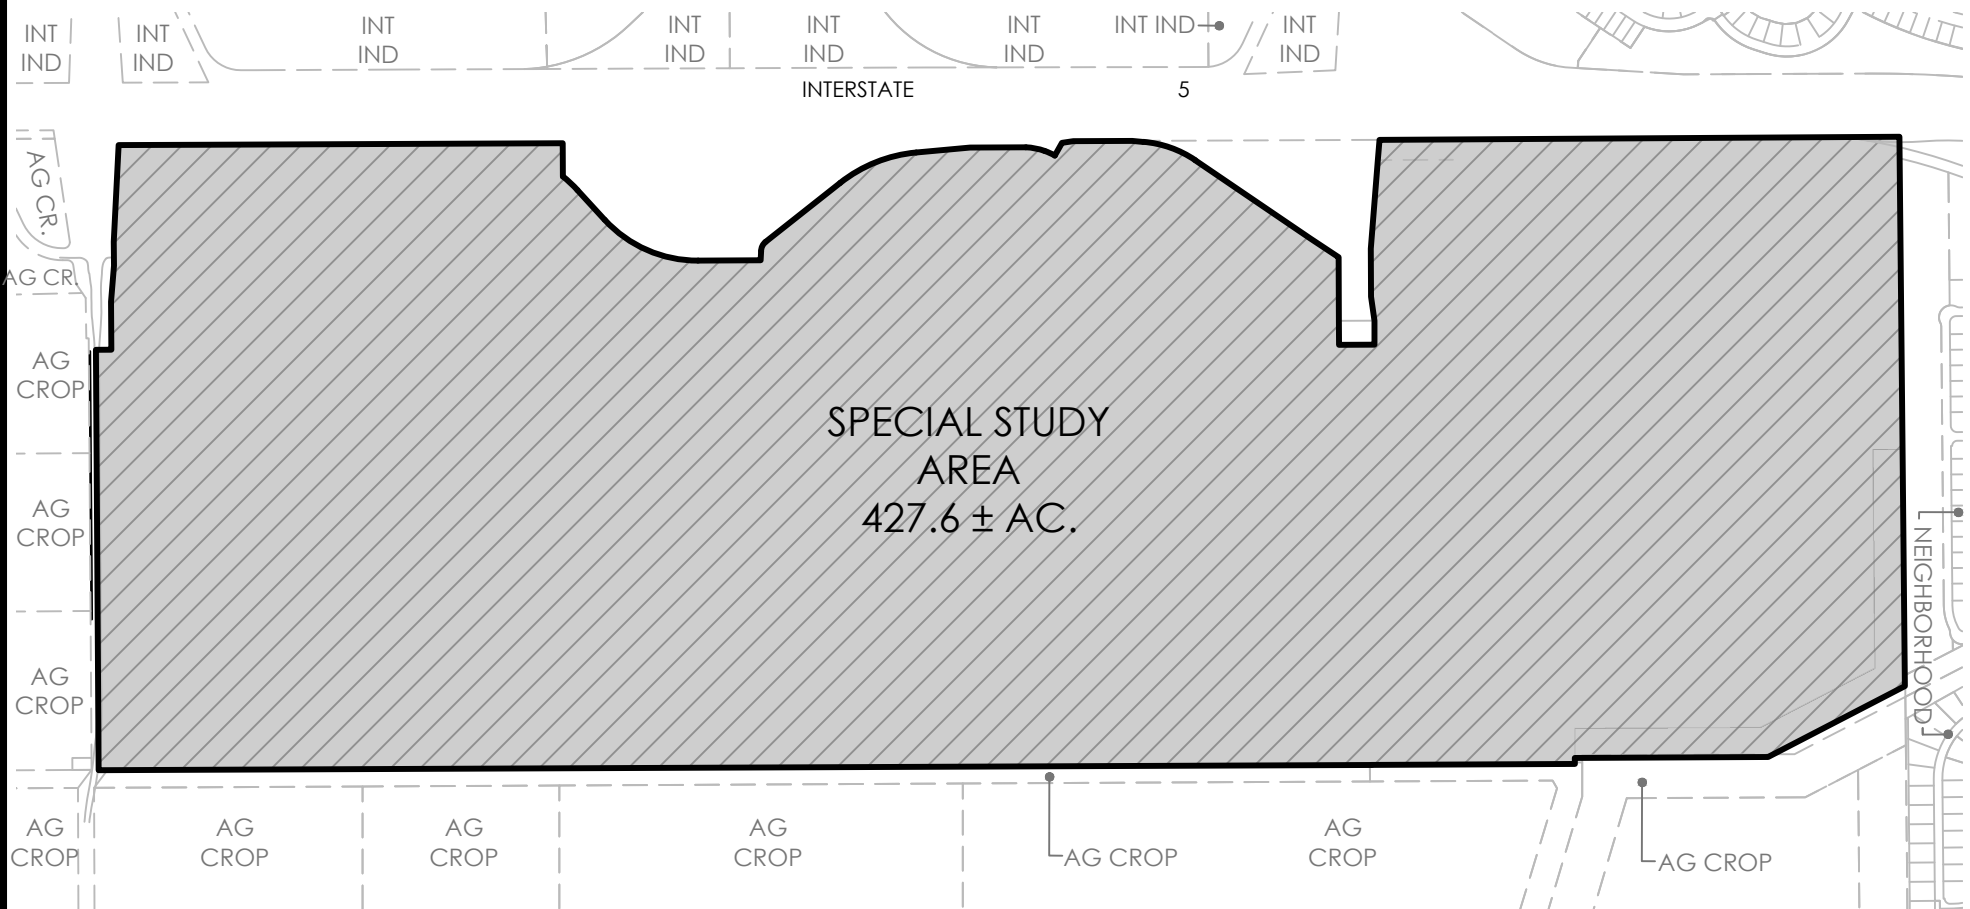 INT
IND
INT
IND
INT
IND
INT
IND
INT
IND
INT
IND
INT IND
INT
IND
INTERSTATE 5
AG CR.
AG CR.
AG
CROP
AG
CROP
AG
CROP
SPECIAL STUDY
AREA
427.6 ± AC.
NEIGHBORHOOD
AG
CROP
AG
CROP
AG
CROP
AG
CROP
AG CROP
AG
CROP
AG CROP